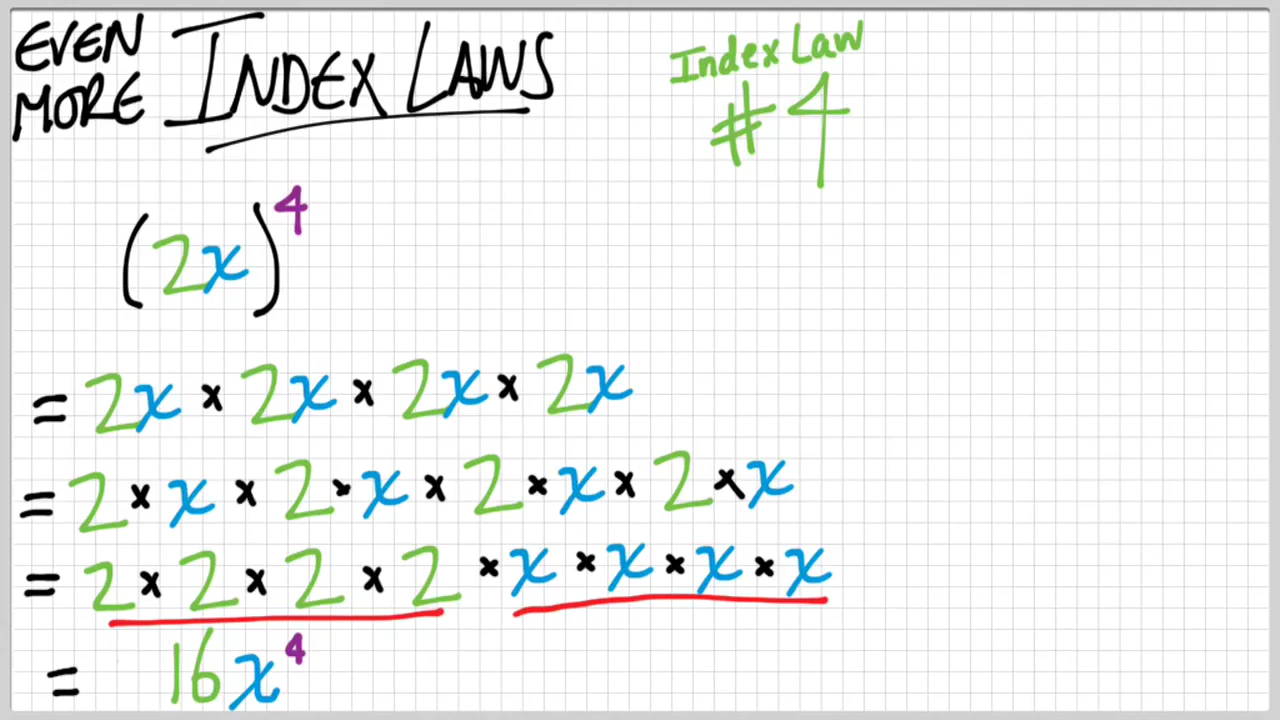 EVEN MORE INDEX LAWS
Index Law
#4
(2x)⁴
= 2x × 2x × 2x × 2x
= 2 × x × 2 × x × 2 × x × 2 × x
= 2 × 2 × 2 × 2 × x × x × x × x
= 16x⁴